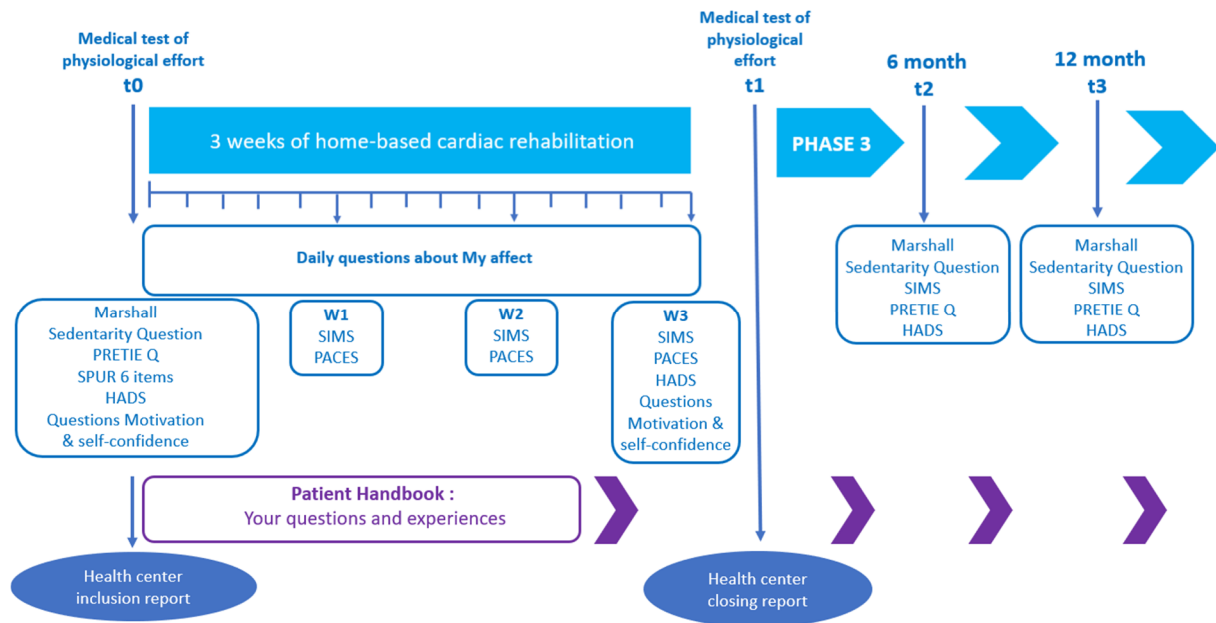 Medical test of
physiological effort
t0
Medical test of
physiological
effort
t1
6 month
t2
12 month
t3
3 weeks of home-based cardiac rehabilitation
PHASE 3
Daily questions about My affect
Marshall
Sedentarity Question
PRETIE Q
SPUR 6 items
HADS
Questions Motivation
& self-confidence
W1
SIMS
PACES
W2
SIMS
PACES
W3
SIMS
PACES
HADS
Questions
Motivation &
self-confidence
Marshall
Sedentarity Question
SIMS
PRETIE Q
HADS
Marshall
Sedentarity Question
SIMS
PRETIE Q
HADS
Patient Handbook :
Your questions and experiences
Health center
inclusion report
Health center
closing report